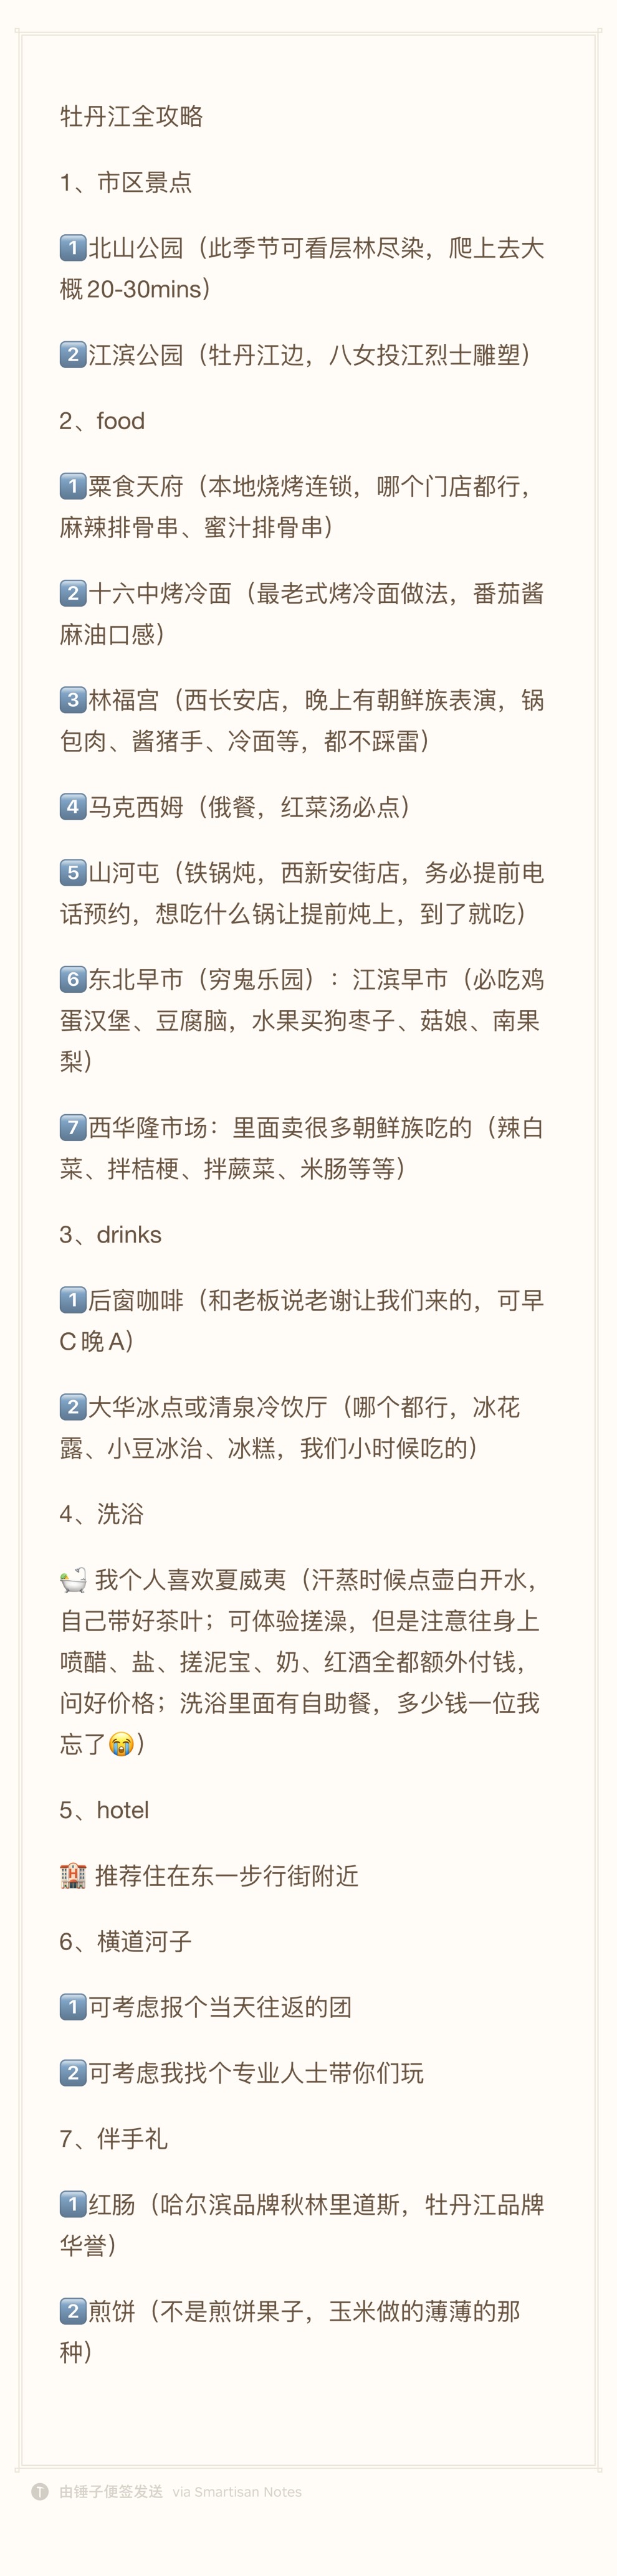 牡丹江全攻略
1、市区景点
1️⃣北山公园（此季节可看层林尽染，爬上去大
概20-30mins）
2️⃣江滨公园（牡丹江边，八女投江烈士雕塑）
2、food
1️⃣粟食天府（本地烧烤连锁，哪个门店都行，
麻辣排骨串、蜜汁排骨串）
2️⃣十六中烤冷面（最老式烤冷面做法，番茄酱
麻油口感）
3️⃣林福宫（西长安店，晚上有朝鲜族表演，锅
包肉、酱猪手、冷面等，都不踩雷）
4️⃣马克西姆（俄餐，红菜汤必点）
5️⃣山河屯（铁锅炖，西新安街店，务必提前电
话预约，想吃什么锅让提前炖上，到了就吃）
6️⃣东北早市（穷鬼乐园）：江滨早市（必吃鸡
蛋汉堡、豆腐脑，水果买狗枣子、菇娘、南果
梨）
7️⃣西华隆市场：里面卖很多朝鲜族吃的（辣白
菜、拌桔梗、拌蕨菜、米肠等等）
3、drinks
1️⃣后窗咖啡（和老板说老谢让我们来的，可早
C晚A）
2️⃣大华冰点或清泉冷饮厅（哪个都行，冰花
露、小豆冰治、冰糕，我们小时候吃的）
4、洗浴
🛀 我个人喜欢夏威夷（汗蒸时候点壶白开水，
自己带好茶叶；可体验搓澡，但是注意往身上
喷醋、盐、搓泥宝、奶、红酒全都额外付钱，
问好价格；洗浴里面有自助餐，多少钱一位我
忘了😭）
5、hotel
🏨 推荐住在东一步行街附近
6、横道河子
1️⃣可考虑报个当天往返的团
2️⃣可考虑我找个专业人士带你们玩
7、伴手礼
1️⃣红肠（哈尔滨品牌秋林里道斯，牡丹江品牌
华誉）
2️⃣煎饼（不是煎饼果子，玉米做的薄薄的那
种）
T 由锤子便签发送 via Smartisan Notes